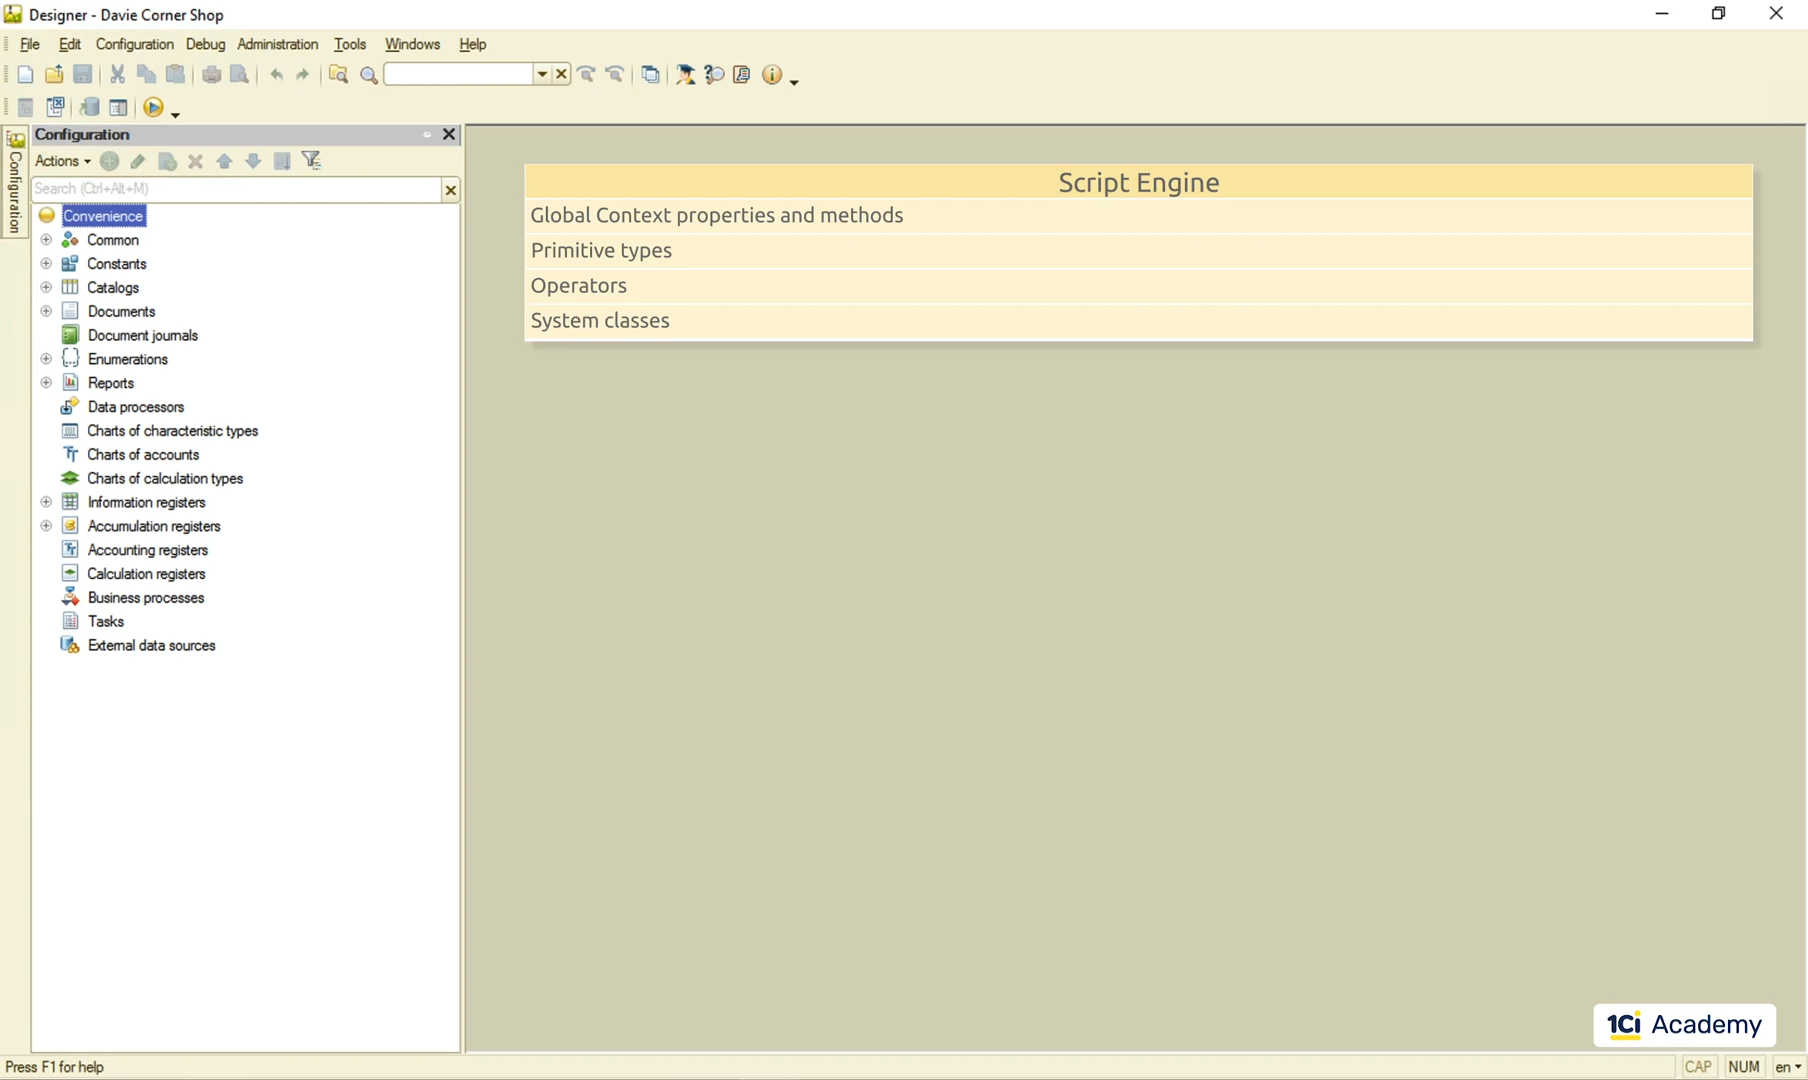 Designer - Davie Corner Shop
File Edit Configuration Debug Administration Tools Windows Help
Configuration
Configuration
Actions
Search (Ctrl+Alt+M)
Convenience
Common
Constants
Catalogs
Documents
Document journals
Enumerations
Reports
Data processors
Charts of characteristic types
Charts of accounts
Charts of calculation types
Information registers
Accumulation registers
Accounting registers
Calculation registers
Business processes
Tasks
External data sources
Script Engine
Global Context properties and methods
Primitive types
Operators
System classes
1Ci Academy
Press F1 for help
CAP NUM en